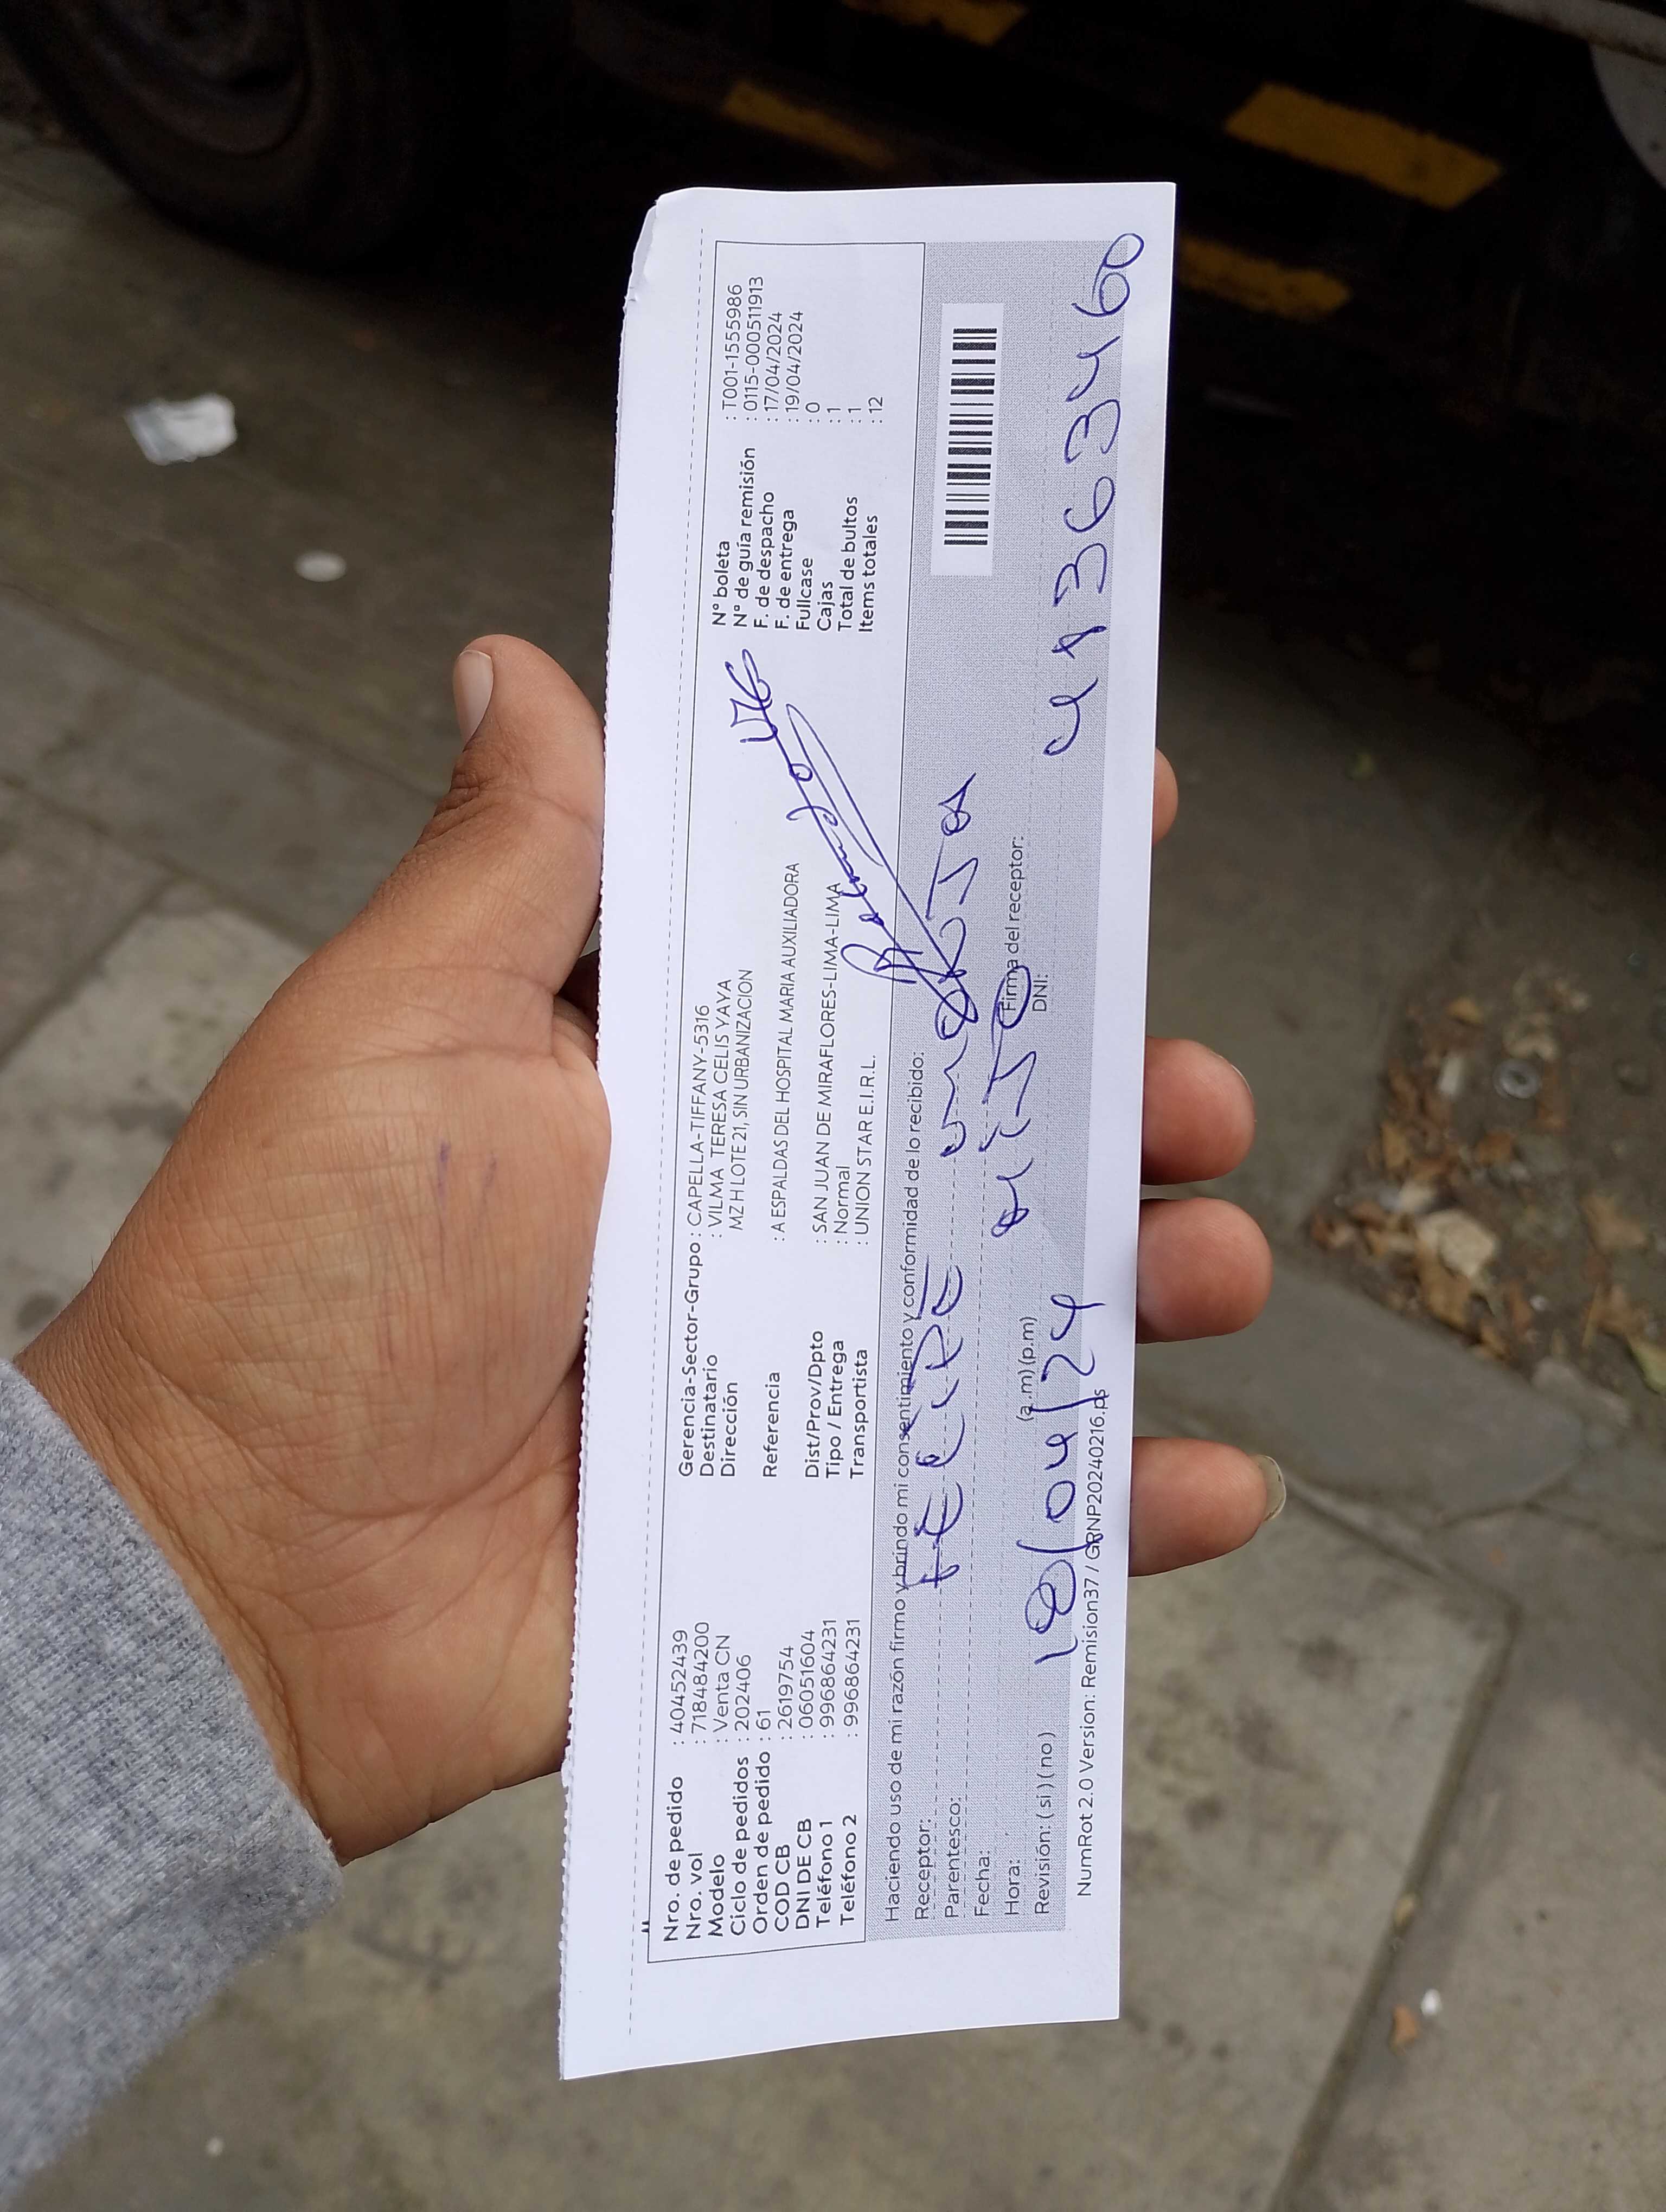 Nro. de pedido : 40452439
Nro. vol : 718484200
Modelo : Venta CN
Ciclo de pedidos : 202406
Orden de pedido : 61
COD CB : 2619754
DNI DE CB : 06051604
Teléfono 1 : 996864231
Teléfono 2 : 996864231
Gerencia-Sector-Grupo : CAPELLA-TIFFANY-5316
Destinatario : VILMA TERESA CELIS YAYA
Dirección MZ H LOTE 21, SIN URBANIZACION
Referencia : A ESPALDAS DEL HOSPITAL MARIA AUXILIADORA
Dist/Prov/Dpto : SAN JUAN DE MIRAFLORES-LIMA-LIMA
Tipo / Entrega : Normal
Transportista : UNION STAR E.I.R.L.
N° boleta : T001-1555986
N° de guía remisión : 0115-000511913
F. de despacho : 17/04/2024
F. de entrega : 19/04/2024
Fullcase : 0
Cajas : 1
Total de bultos : 1
Items totales : 12
Haciendo uso de mi razón firmo y brindo mi consentimiento y conformidad de lo recibido:
Receptor: FELIPE
Parentesco: HIJO
Fecha: 18/04/24
Hora: (a.m) (p.m)
Revisión: ( si ) ( no )
Firma del receptor:
DNI: 44363460
NumRot 2.0 Version: Remision37 / GRNP20240216.ps